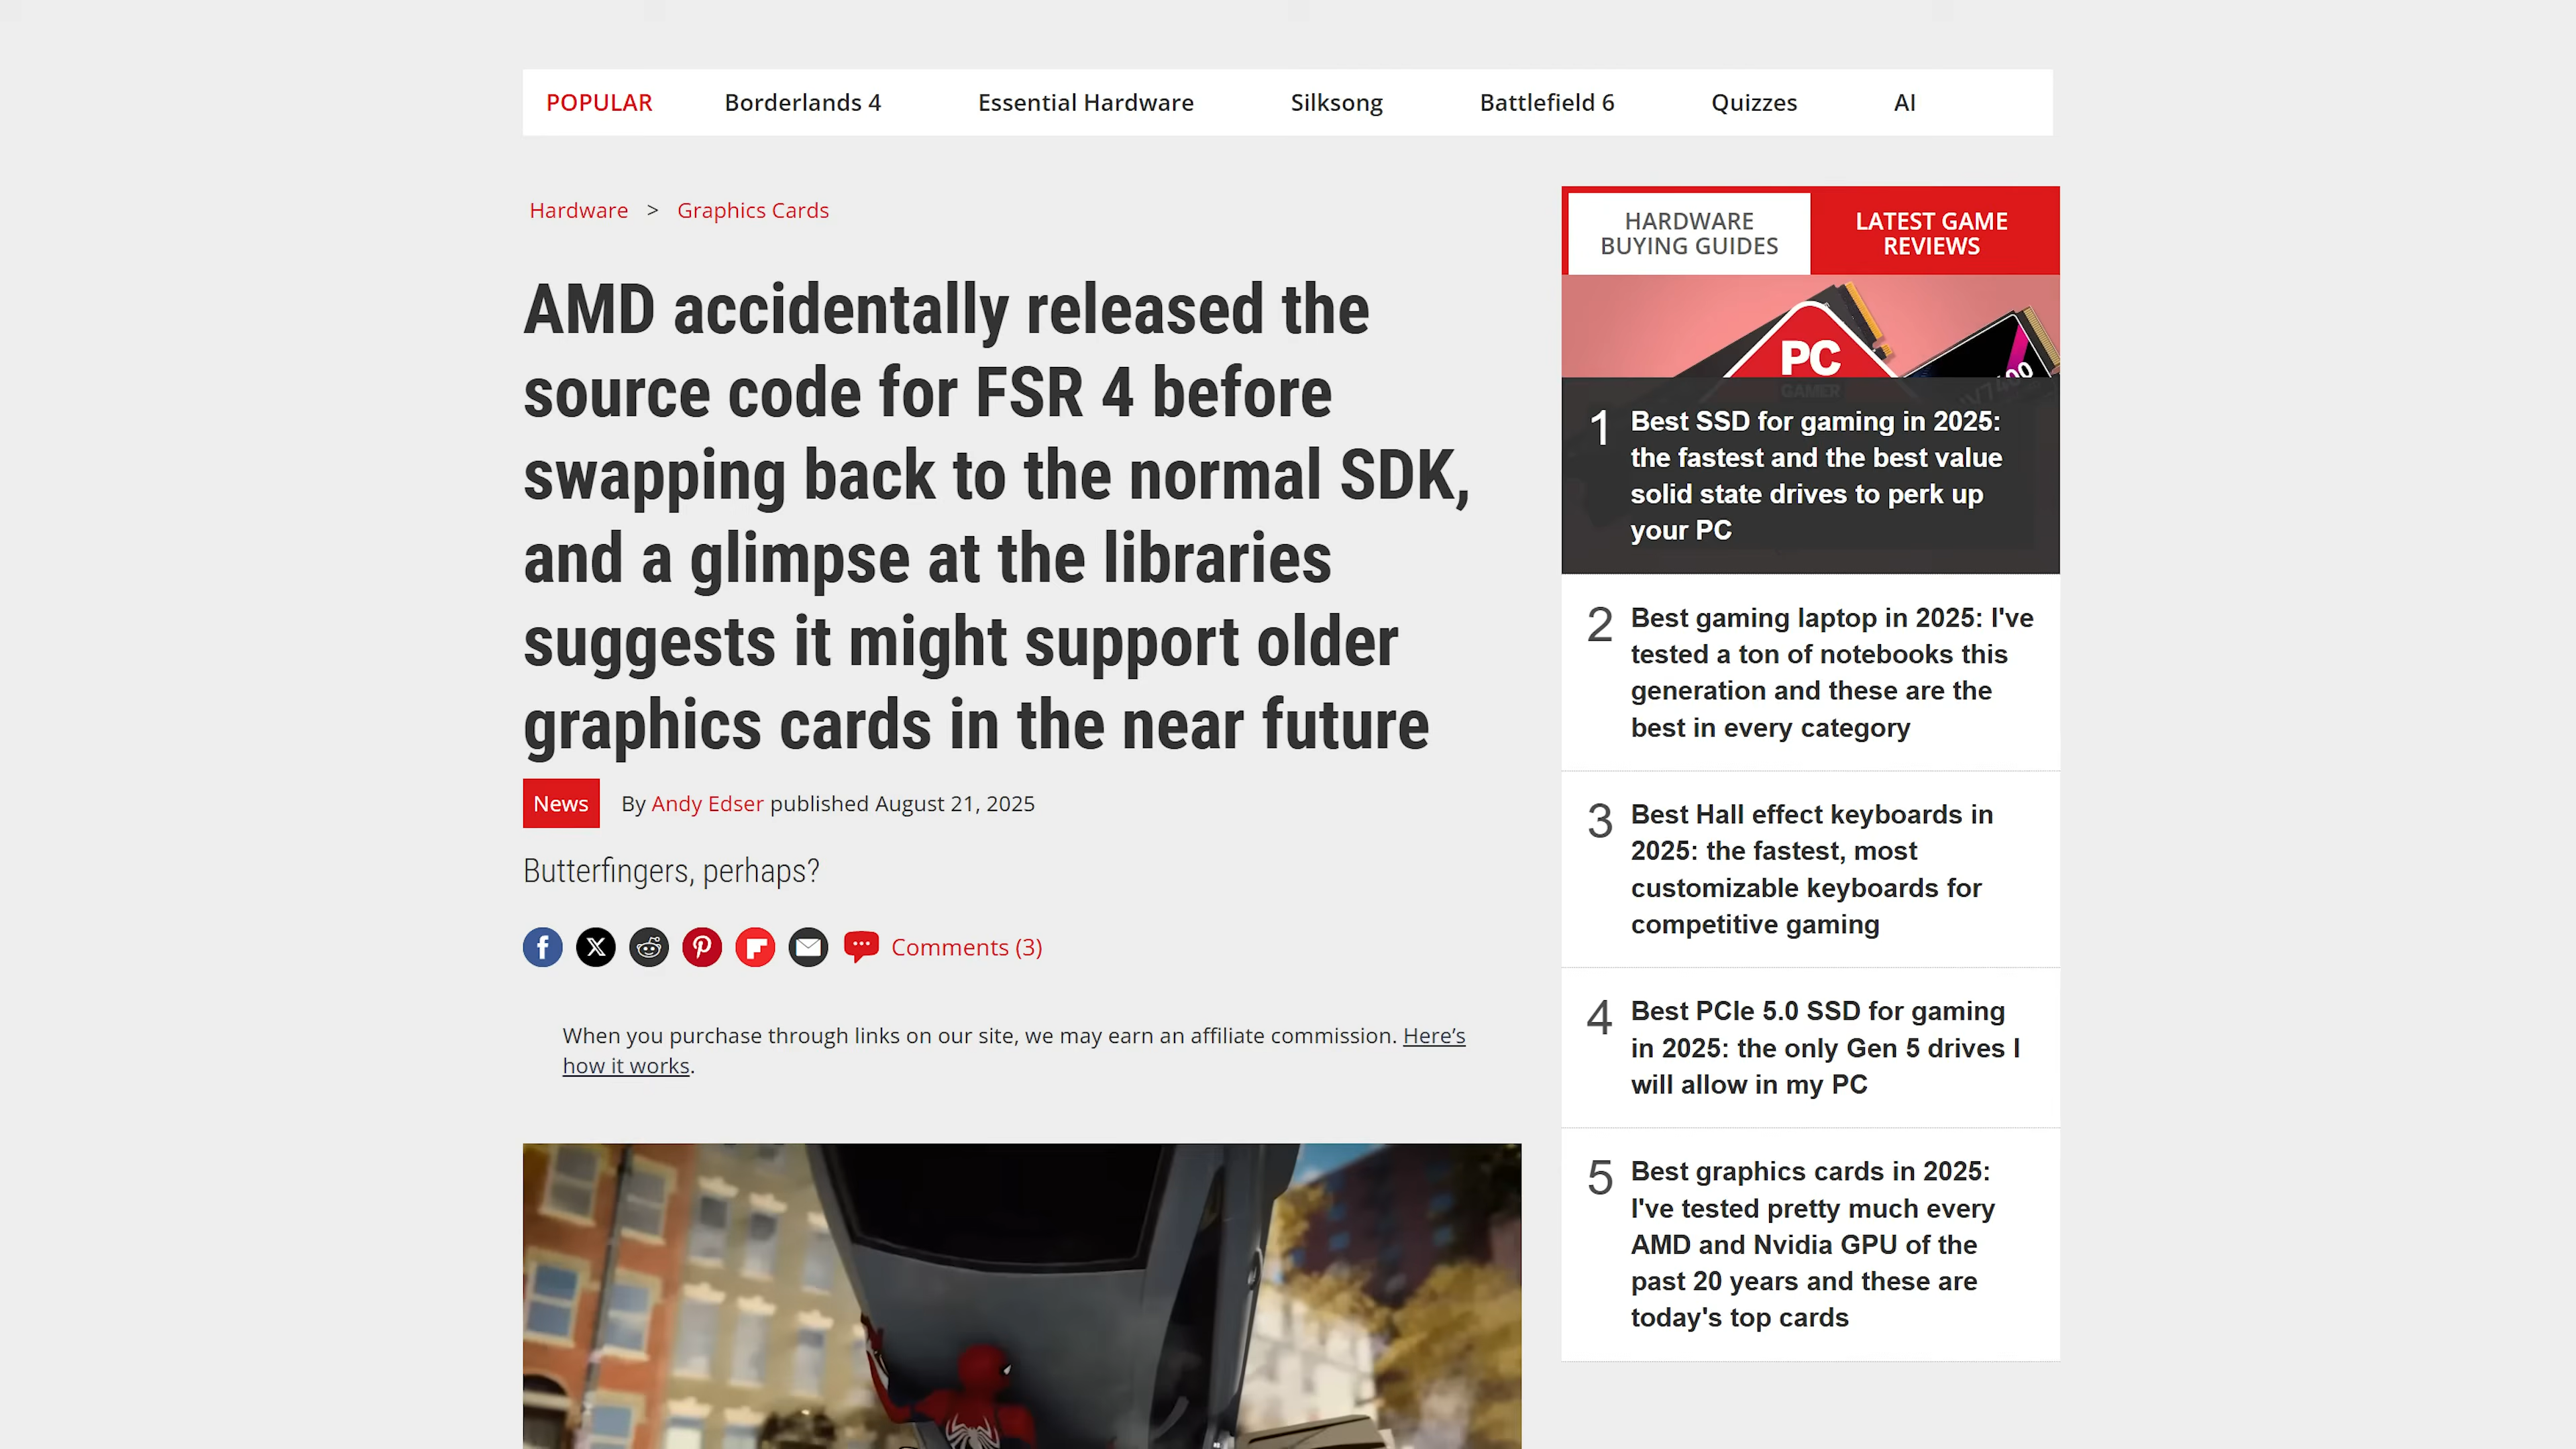 POPULAR Borderlands 4 Essential Hardware Silksong Battlefield 6 Quizzes AI
Hardware > Graphics Cards
AMD accidentally released the
source code for FSR 4 before
swapping back to the normal SDK,
and a glimpse at the libraries
suggests it might support older
graphics cards in the near future
News By Andy Edser published August 21, 2025
Butterfingers, perhaps?
Comments (3)
When you purchase through links on our site, we may earn an affiliate commission. Here’s
how it works.
HARDWARE
BUYING GUIDES
LATEST GAME
REVIEWS
PC
GAMER
1 Best SSD for gaming in 2025:
the fastest and the best value
solid state drives to perk up
your PC
2 Best gaming laptop in 2025: I've
tested a ton of notebooks this
generation and these are the
best in every category
3 Best Hall effect keyboards in
2025: the fastest, most
customizable keyboards for
competitive gaming
4 Best PCIe 5.0 SSD for gaming
in 2025: the only Gen 5 drives I
will allow in my PC
5 Best graphics cards in 2025:
I've tested pretty much every
AMD and Nvidia GPU of the
past 20 years and these are
today's top cards